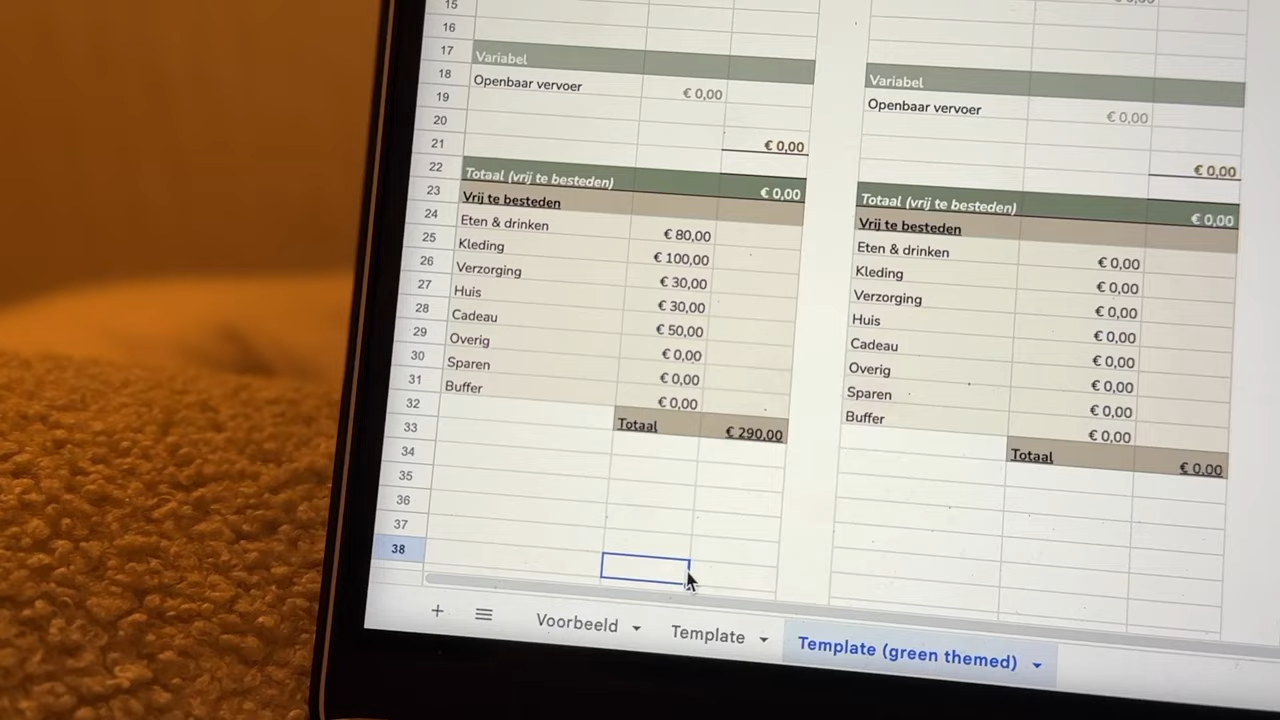 15
16
17 Variabel
18 Openbaar vervoer € 0,00
19
20
21 € 0,00
22 Totaal (vrij te besteden) € 0,00
23 Vrij te besteden
24 Eten & drinken € 80,00
25 Kleding € 100,00
26 Verzorging € 30,00
27 Huis € 30,00
28 Cadeau € 50,00
29 Overig € 0,00
30 Sparen € 0,00
31 Buffer € 0,00
32 Totaal € 290,00
33
34
35
36
37
38
Variabel
Openbaar vervoer € 0,00
€ 0,00
Totaal (vrij te besteden) € 0,00
Vrij te besteden
Eten & drinken € 0,00
Kleding € 0,00
Verzorging € 0,00
Huis € 0,00
Cadeau € 0,00
Overig € 0,00
Sparen € 0,00
Buffer € 0,00
Totaal € 0,00
+ Voorbeeld Template Template (green themed)